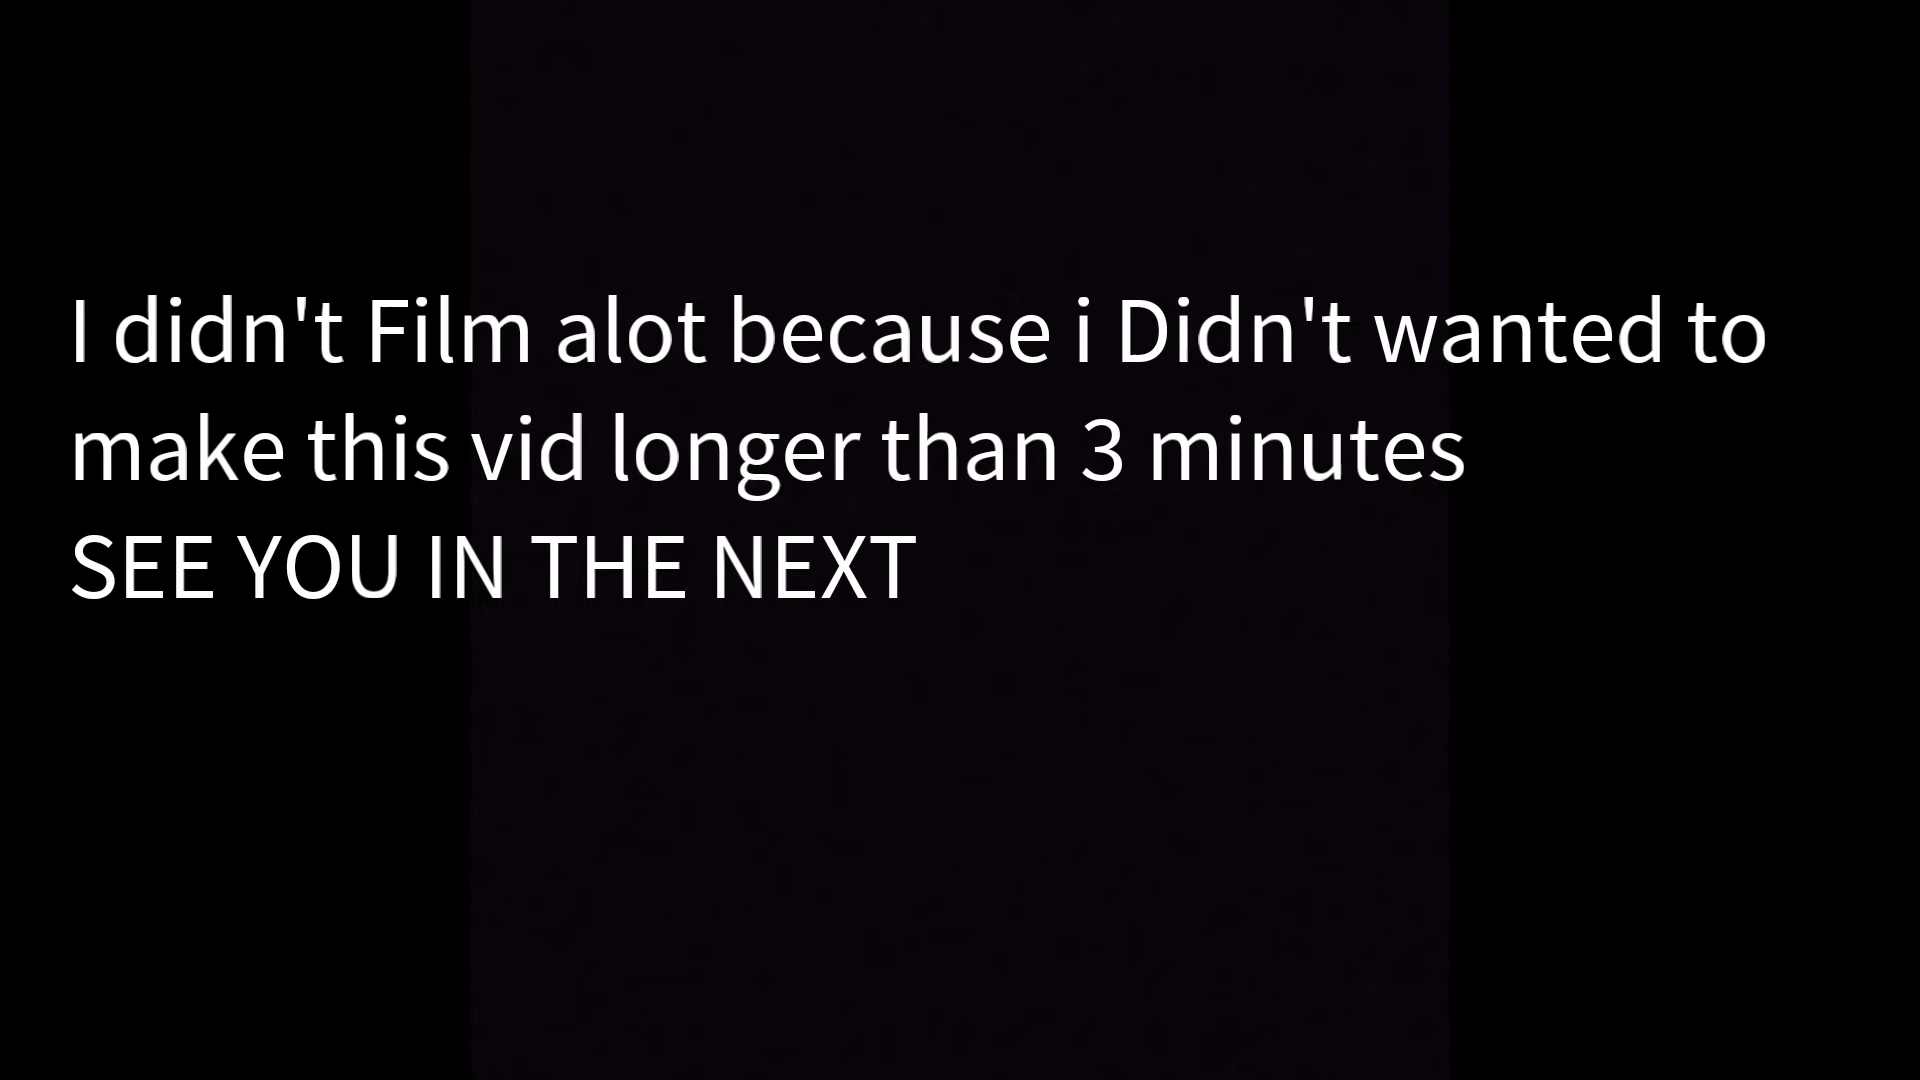 I didn't Film alot because i Didn't wanted to
make this vid longer than 3 minutes
SEE YOU IN THE NEXT